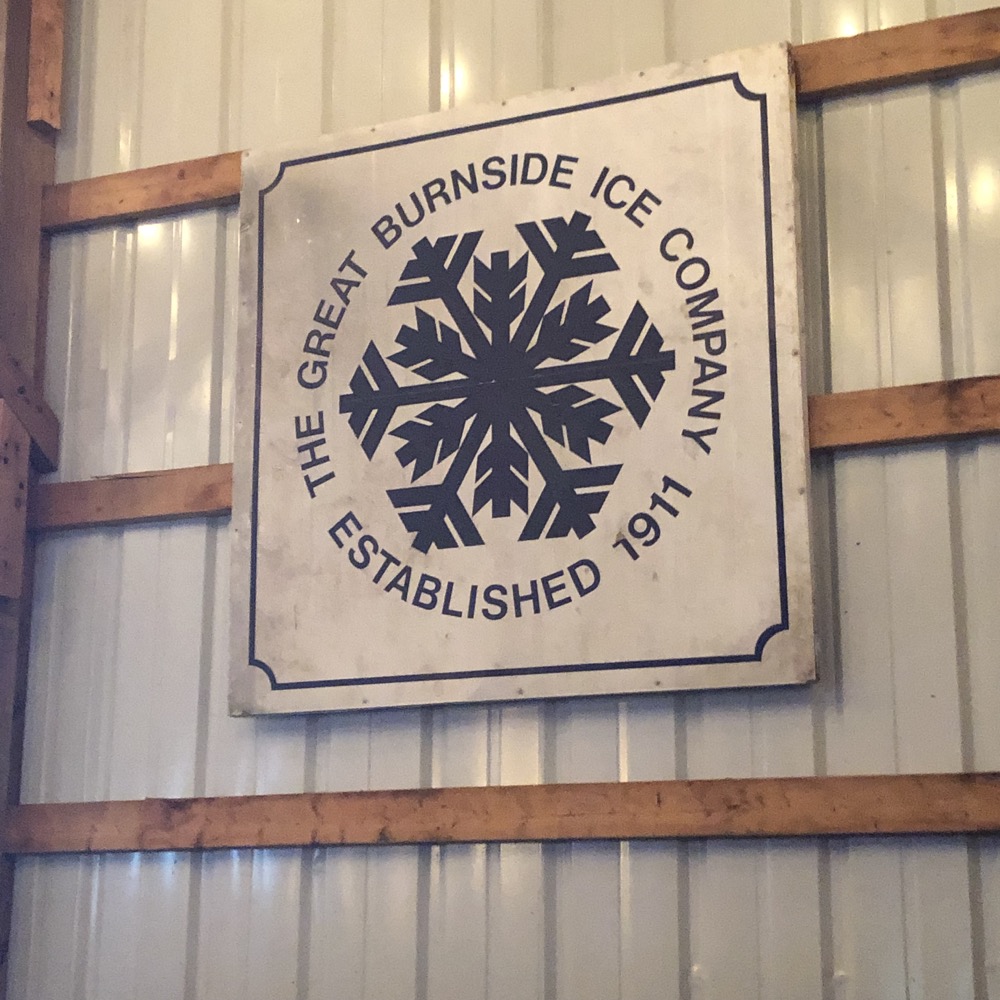 THE GREAT BURNSIDE ICE COMPANY
ESTABLISHED 1911